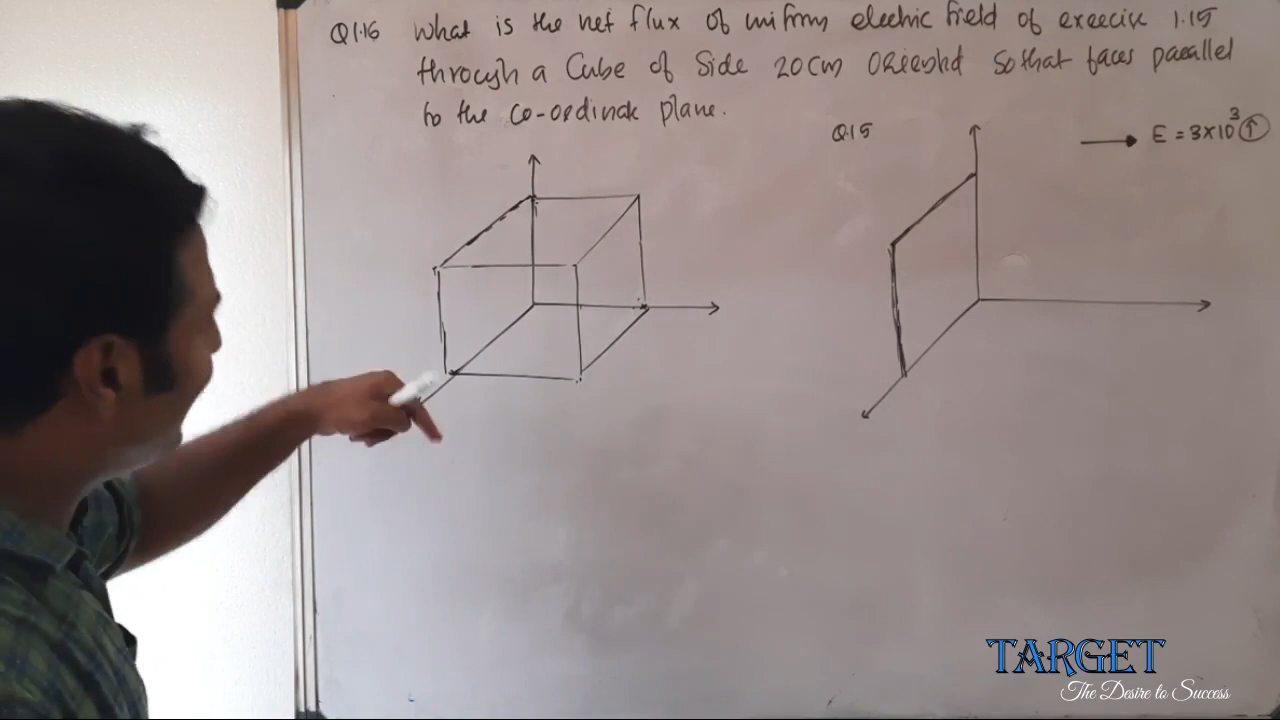 Q1.16 What is the net flux of uniform electric field of exercise 1.15
through a Cube of Side 20cm Oriented So that faces parallel
to the Co-ordinate plane.
Q.15
E = 3×10³ ↑
TARGET
The Desire to Success